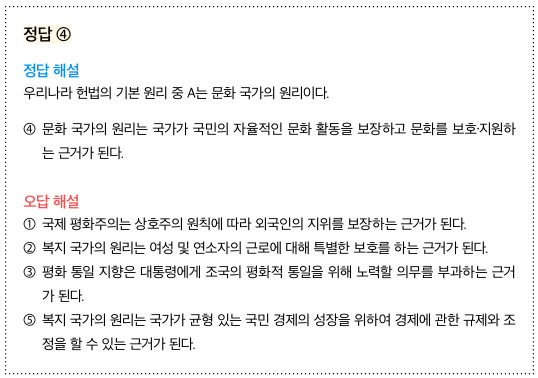 정답 ④
정답 해설
우리나라 헌법의 기본 원리 중 A는 문화 국가의 원리이다.
④ 문화 국가의 원리는 국가가 국민의 자율적인 문화 활동을 보장하고 문화를 보호·지원하
는 근거가 된다.
오답 해설
① 국제 평화주의는 상호주의 원칙에 따라 외국인의 지위를 보장하는 근거가 된다.
② 복지 국가의 원리는 여성 및 연소자의 근로에 대해 특별한 보호를 하는 근거가 된다.
③ 평화 통일 지향은 대통령에게 조국의 평화적 통일을 위해 노력할 의무를 부과하는 근거
가 된다.
⑤ 복지 국가의 원리는 국가가 균형 있는 국민 경제의 성장을 위하여 경제에 관한 규제와 조
정을 할 수 있는 근거가 된다.